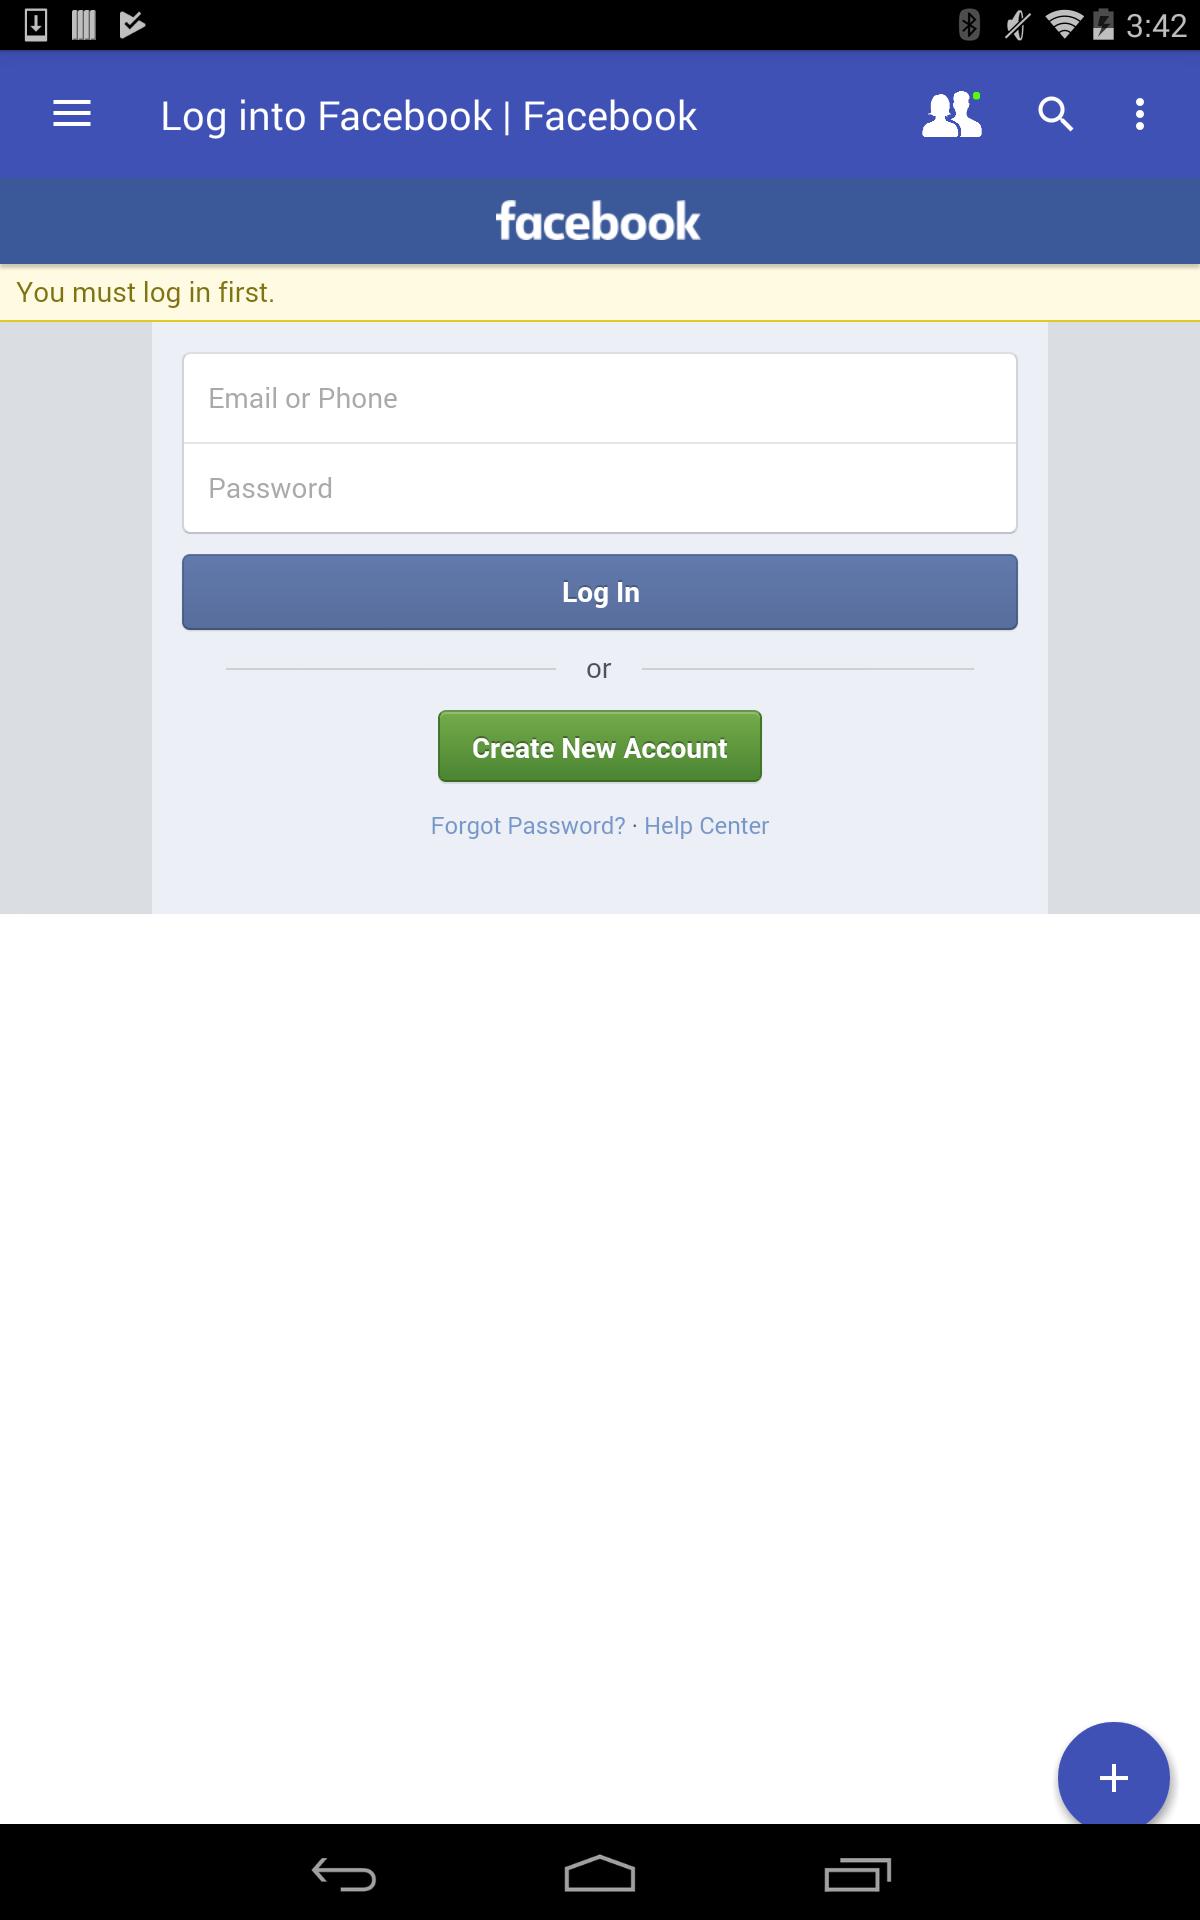 3:42
Log into Facebook | Facebook
facebook
You must log in first.
Email or Phone
Password
Log In
or
Create New Account
Forgot Password? · Help Center